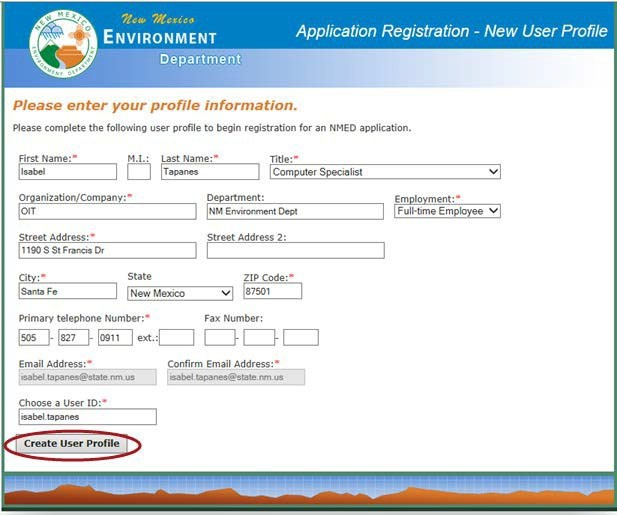 NEW MEXICO
ENVIRONMENT DEPARTMENT
New Mexico
ENVIRONMENT
Department
Application Registration - New User Profile
Please enter your profile information.
Please complete the following user profile to begin registration for an NMED application.
First Name:* M.I.: Last Name:* Title:*
Isabel Tapanes Computer Specialist
Organization/Company:* Department: Employment:*
OIT NM Environment Dept Full-time Employee
Street Address:* Street Address 2:
1190 S St Francis Dr
City:* State ZIP Code:*
Santa Fe New Mexico 87501
Primary telephone Number:* Fax Number:
505 - 827 - 0911 ext.: - -
Email Address:* Confirm Email Address:*
isabel.tapanes@state.nm.us isabel.tapanes@state.nm.us
Choose a User ID:*
isabel.tapanes
Create User Profile